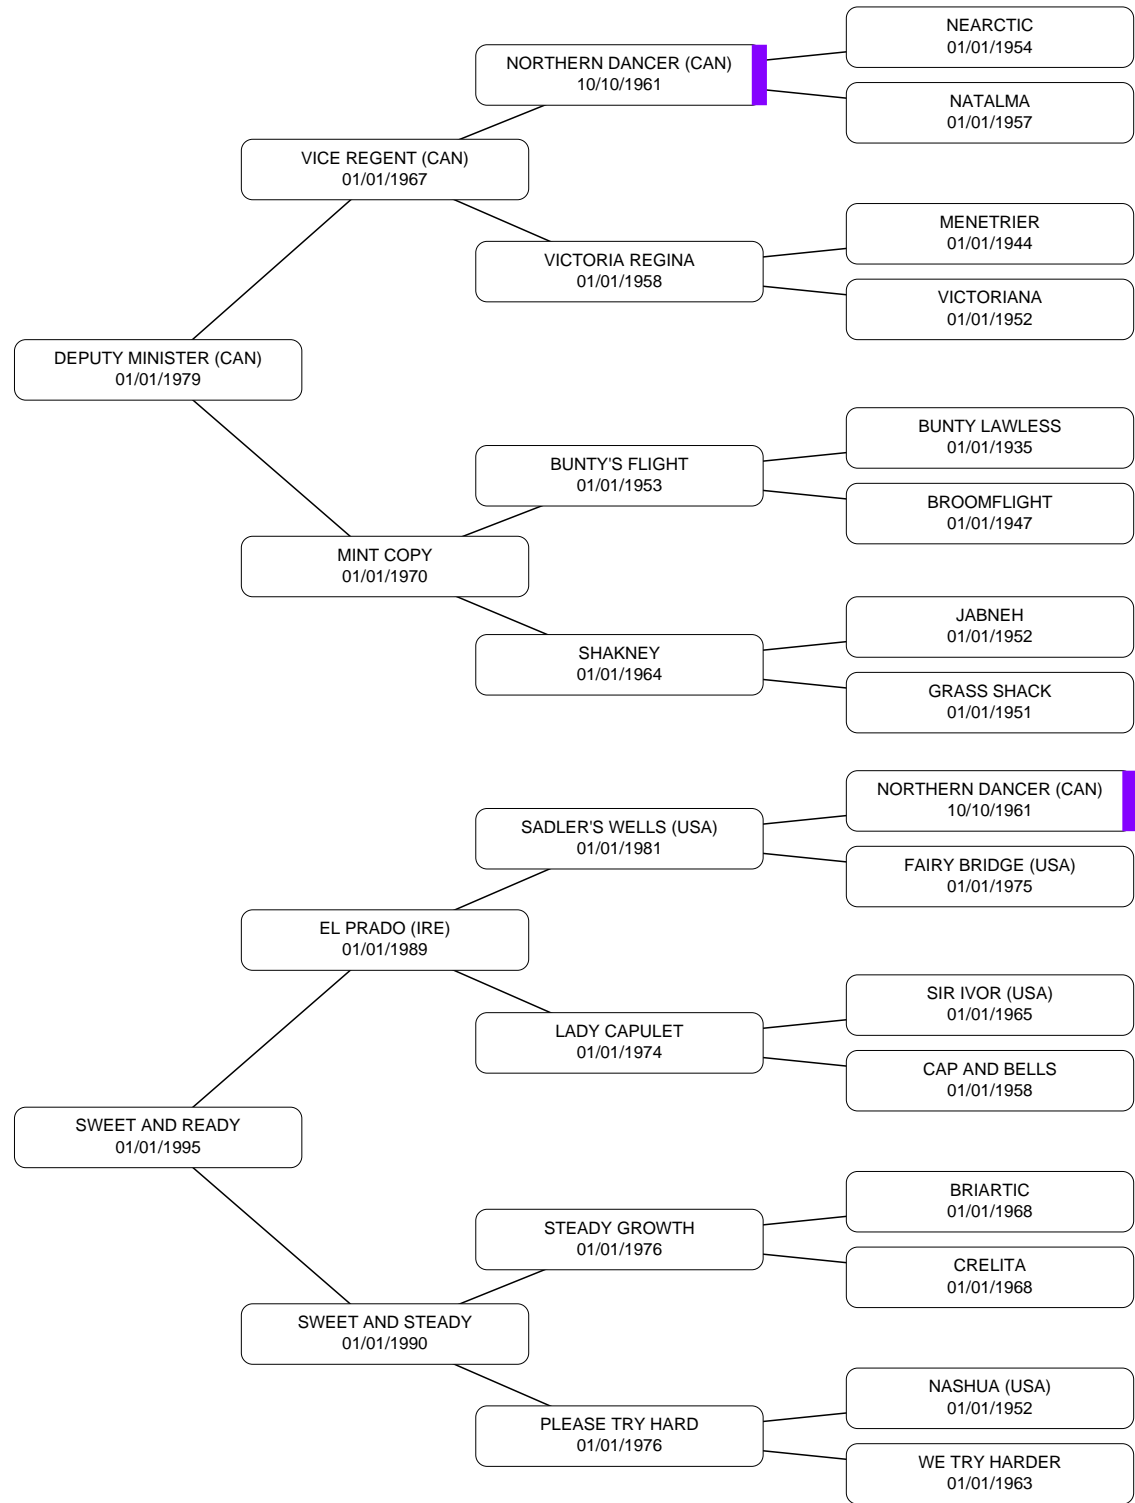 NEARCTIC
01/01/1954
NORTHERN DANCER (CAN)
10/10/1961
NATALMA
01/01/1957
VICE REGENT (CAN)
01/01/1967
MENETRIER
01/01/1944
VICTORIA REGINA
01/01/1958
VICTORIANA
01/01/1952
DEPUTY MINISTER (CAN)
01/01/1979
BUNTY LAWLESS
01/01/1935
BUNTY'S FLIGHT
01/01/1953
BROOMFLIGHT
01/01/1947
MINT COPY
01/01/1970
JABNEH
01/01/1952
SHAKNEY
01/01/1964
GRASS SHACK
01/01/1951
NORTHERN DANCER (CAN)
10/10/1961
SADLER'S WELLS (USA)
01/01/1981
FAIRY BRIDGE (USA)
01/01/1975
EL PRADO (IRE)
01/01/1989
SIR IVOR (USA)
01/01/1965
LADY CAPULET
01/01/1974
CAP AND BELLS
01/01/1958
SWEET AND READY
01/01/1995
BRIARTIC
01/01/1968
STEADY GROWTH
01/01/1976
CRELITA
01/01/1968
SWEET AND STEADY
01/01/1990
NASHUA (USA)
01/01/1952
PLEASE TRY HARD
01/01/1976
WE TRY HARDER
01/01/1963